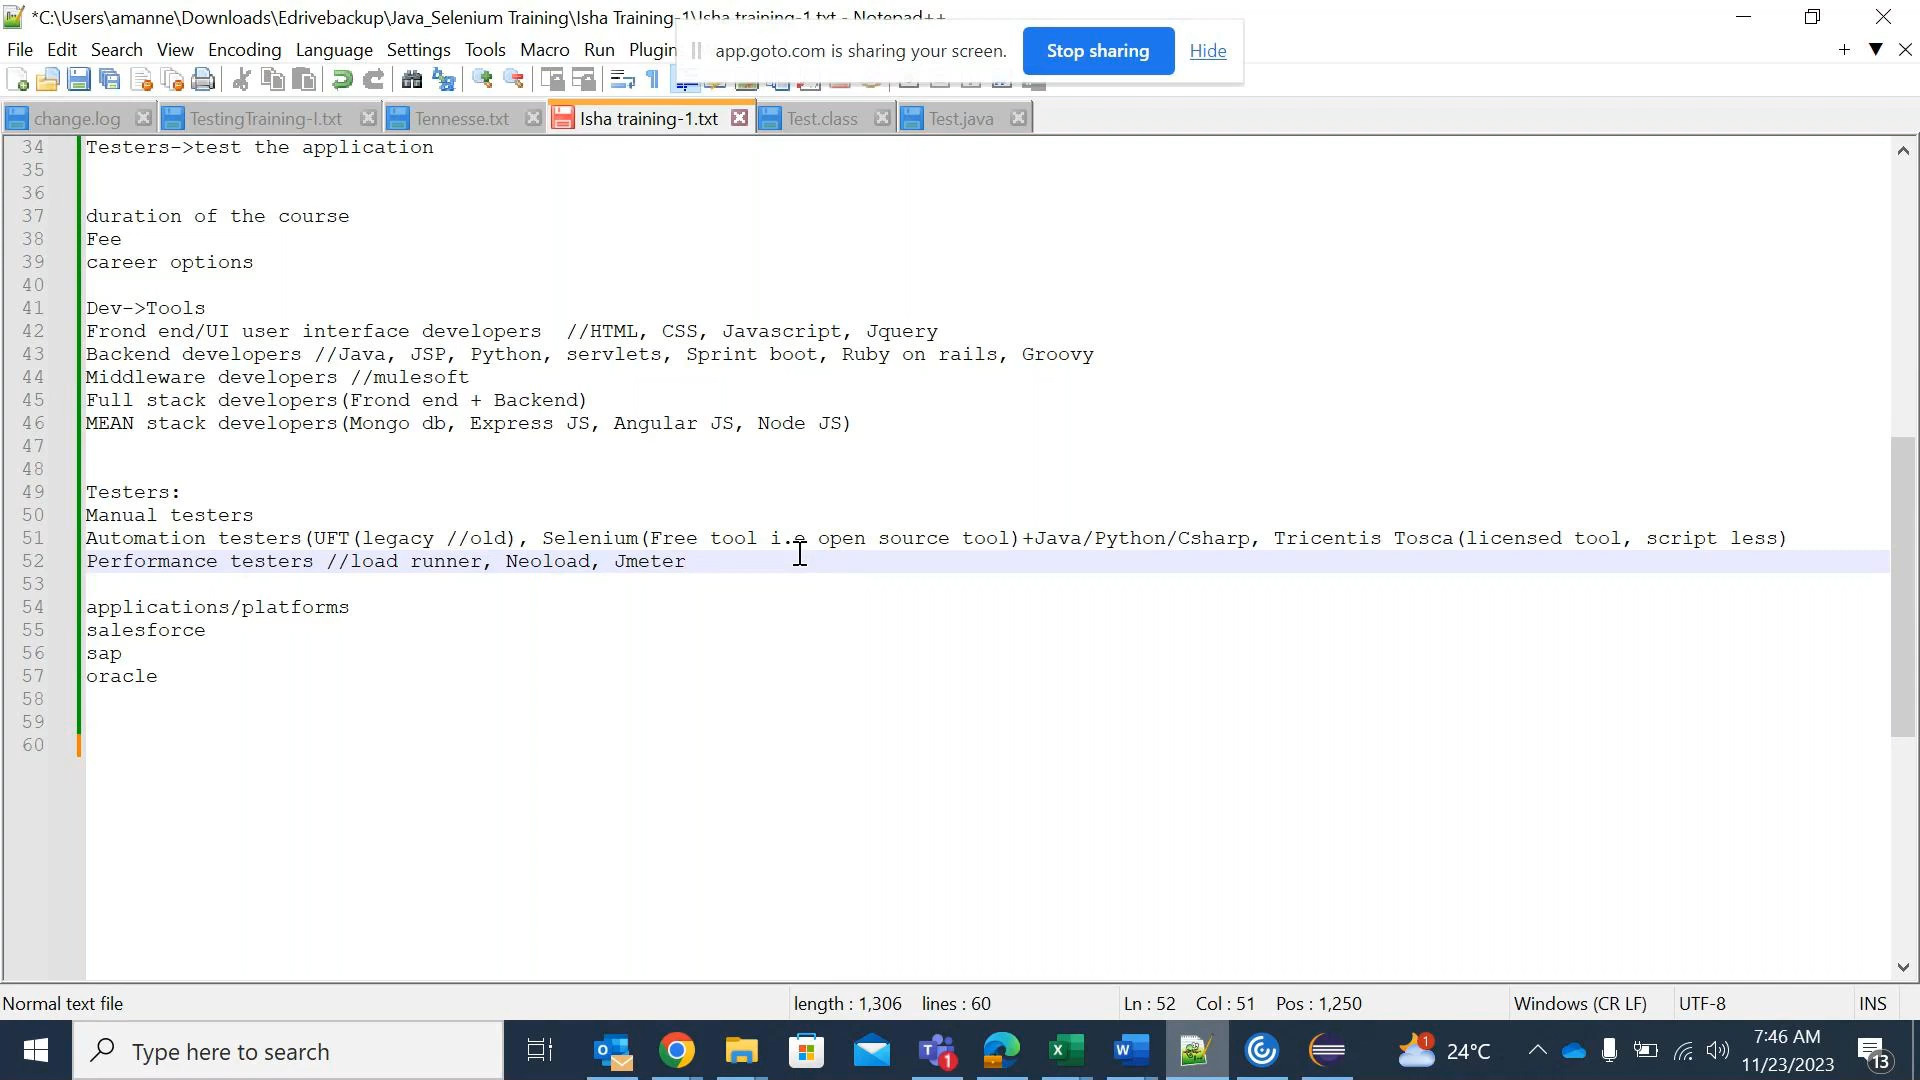 *C:\Users\amanne\Downloads\Edrivebackup\Java_Selenium Training\Isha Training-1\Isha training-1.txt - Notepad++
File Edit Search View Encoding Language Settings Tools Macro Run Plugin
app.goto.com is sharing your screen. Stop sharing Hide
change.log TestingTraining-I.txt Tennesse.txt Isha training-1.txt Test.class Test.java
34 Testers->test the application
35
36
37 duration of the course
38 Fee
39 career options
40
41 Dev->Tools
42 Frond end/UI user interface developers  //HTML, CSS, Javascript, Jquery
43 Backend developers //Java, JSP, Python, servlets, Sprint boot, Ruby on rails, Groovy
44 Middleware developers //mulesoft
45 Full stack developers(Frond end + Backend)
46 MEAN stack developers(Mongo db, Express JS, Angular JS, Node JS)
47
48
49 Testers:
50 Manual testers
51 Automation testers(UFT(legacy //old), Selenium(Free tool i.e open source tool)+Java/Python/Csharp, Tricentis Tosca(licensed tool, script less)
52 Performance testers //load runner, Neoload, Jmeter
53
54 applications/platforms
55 salesforce
56 sap
57 oracle
58
59
60
Normal text file length : 1,306 lines : 60 Ln : 52 Col : 51 Pos : 1,250 Windows (CR LF) UTF-8 INS
Type here to search 1 1 24°C 7:46 AM
11/23/2023 13